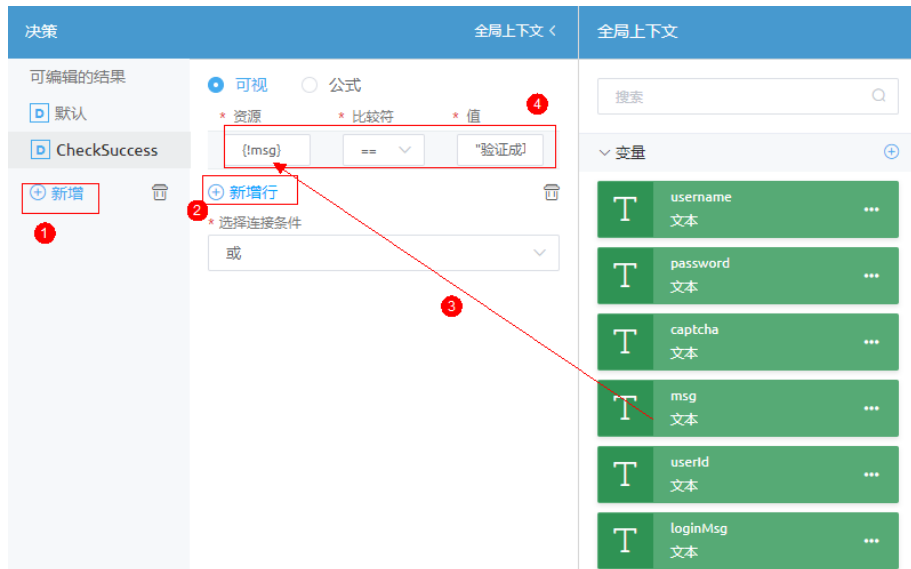 决策
全局上下文
可编辑的结果
默认
CheckSuccess
新增
1
可视
公式
4
* 资源
* 比较符
* 值
{!msg}
==
"验证成
2
新增行
* 选择连接条件
或
3
全局上下文
搜索
变量
T
username
文本
T
password
文本
T
captcha
文本
T
msg
文本
T
userId
文本
T
loginMsg
文本